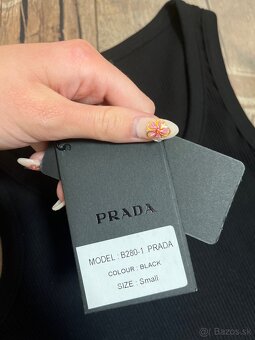 PRADA
MODEL : B280-1 PRADA
COLOUR : BLACK
SIZE : Small
Bazos.sk